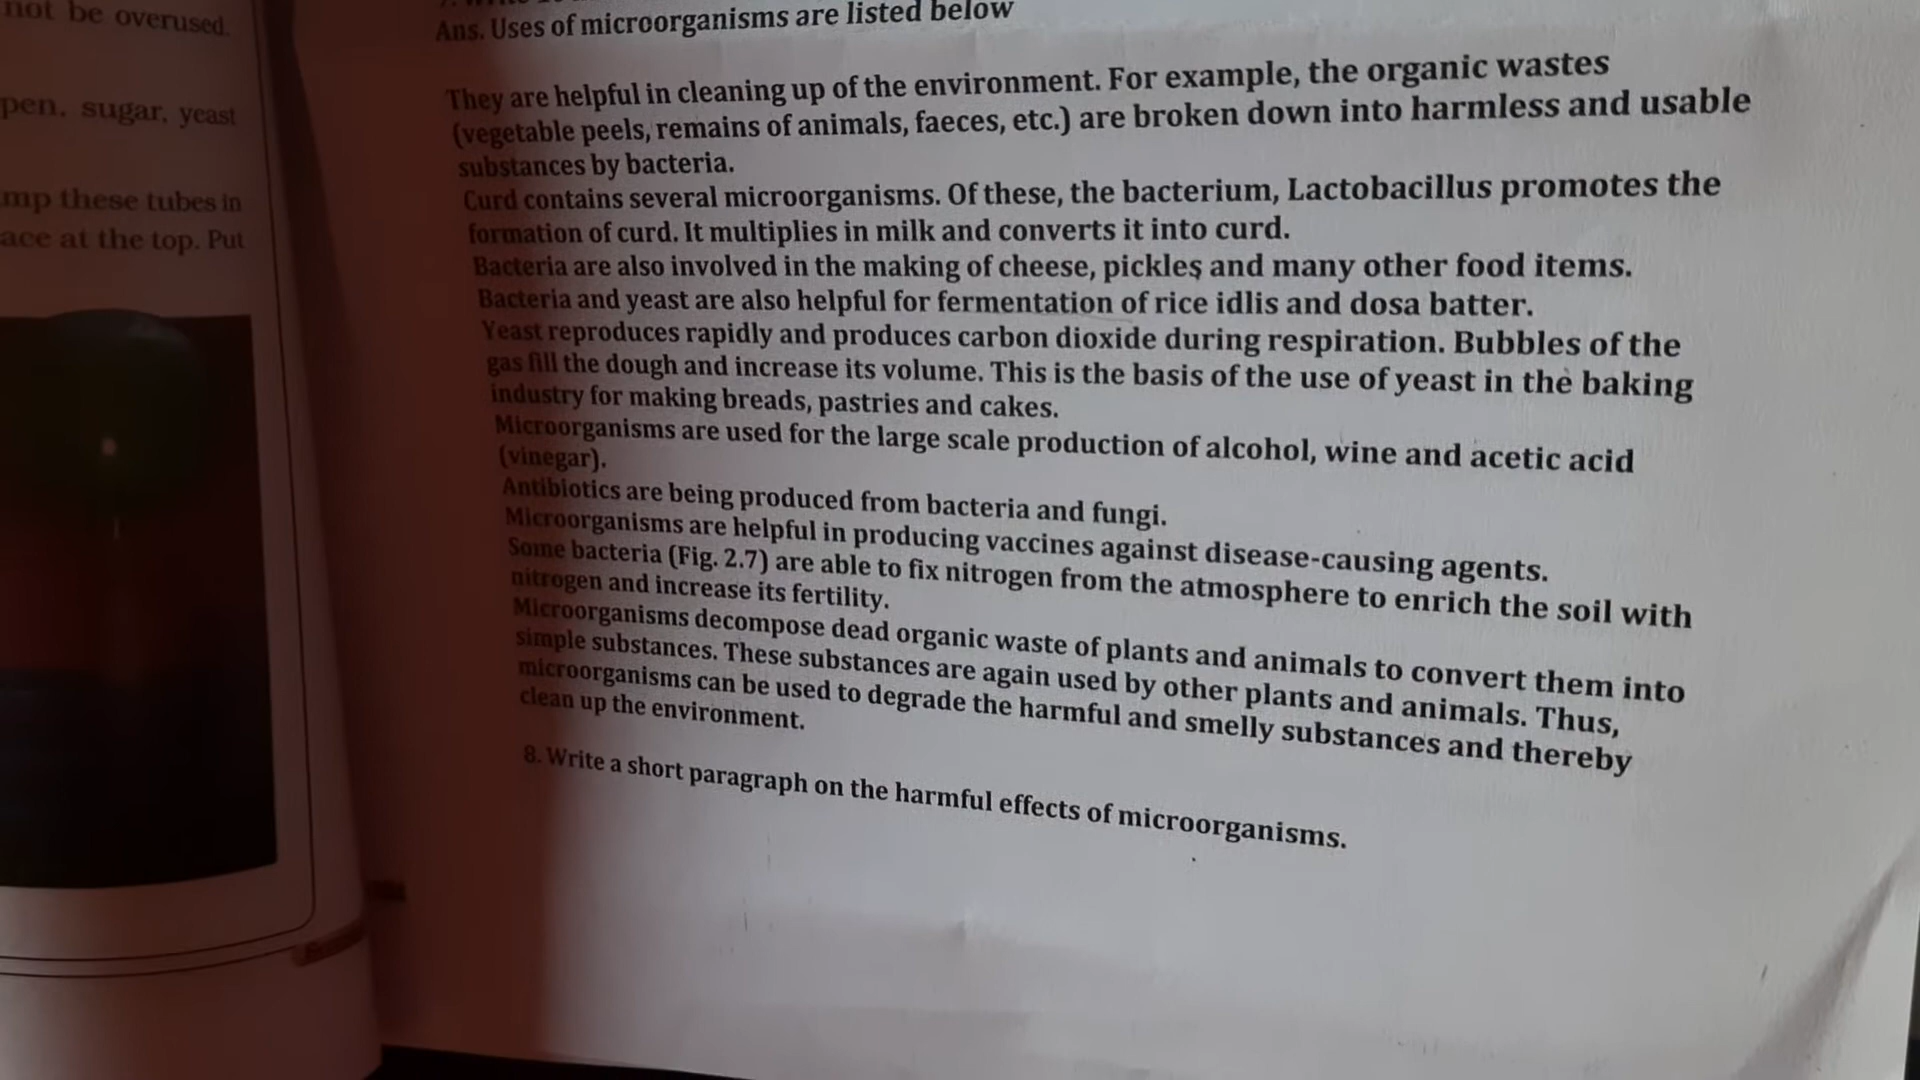 not be overused.
pen, sugar, yeast
mp these tubes in
ace at the top. Put
Ans. Uses of microorganisms are listed below
They are helpful in cleaning up of the environment. For example, the organic wastes
(vegetable peels, remains of animals, faeces, etc.) are broken down into harmless and usable
substances by bacteria.
Curd contains several microorganisms. Of these, the bacterium, Lactobacillus promotes the
formation of curd. It multiplies in milk and converts it into curd.
Bacteria are also involved in the making of cheese, pickles and many other food items.
Bacteria and yeast are also helpful for fermentation of rice idlis and dosa batter.
Yeast reproduces rapidly and produces carbon dioxide during respiration. Bubbles of the
gas fill the dough and increase its volume. This is the basis of the use of yeast in the baking
industry for making breads, pastries and cakes.
Microorganisms are used for the large scale production of alcohol, wine and acetic acid
(vinegar).
Antibiotics are being produced from bacteria and fungi.
Microorganisms are helpful in producing vaccines against disease-causing agents.
Some bacteria (Fig. 2.7) are able to fix nitrogen from the atmosphere to enrich the soil with
nitrogen and increase its fertility.
Microorganisms decompose dead organic waste of plants and animals to convert them into
simple substances. These substances are again used by other plants and animals. Thus,
microorganisms can be used to degrade the harmful and smelly substances and thereby
clean up the environment.
8. Write a short paragraph on the harmful effects of microorganisms.